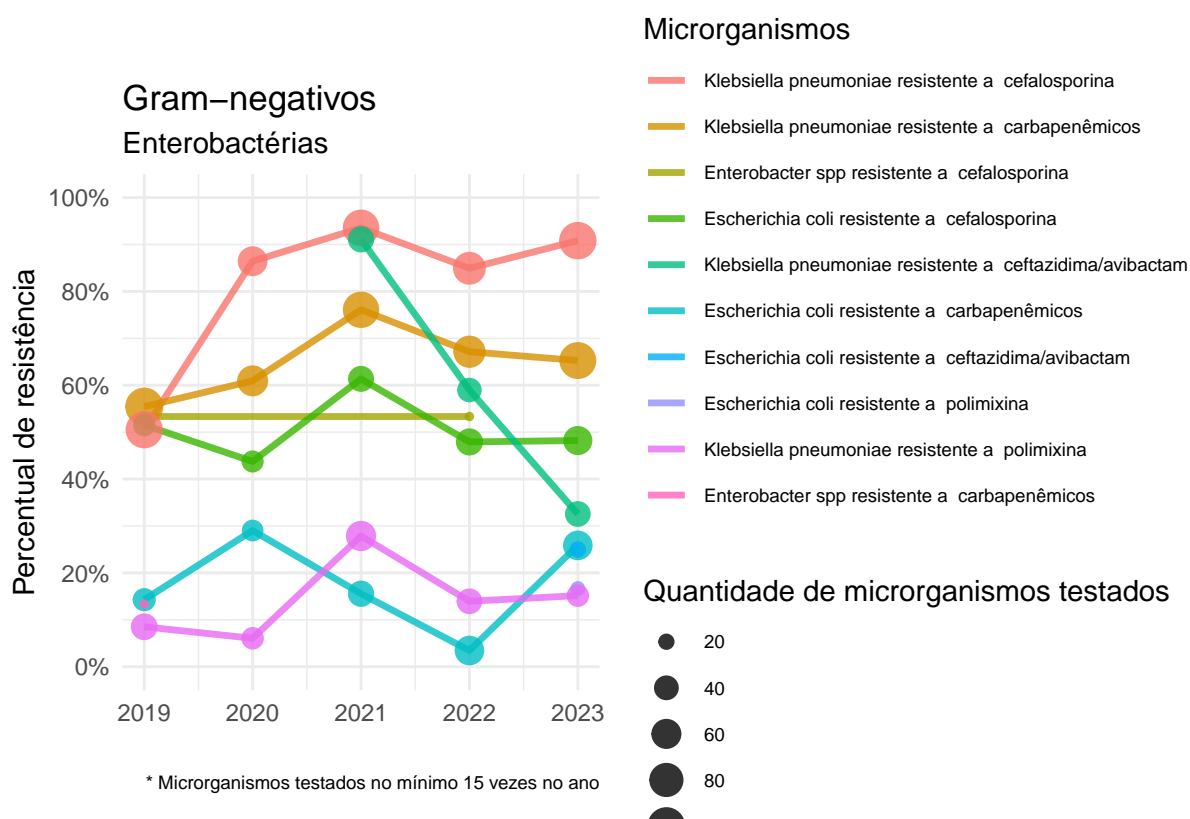 Gram−negativos
Enterobactérias
Percentual de resistência
100%
80%
60%
40%
20%
0%
2019 2020 2021 2022 2023
* Microrganismos testados no mínimo 15 vezes no ano
Microrganismos
Klebsiella pneumoniae resistente a  cefalosporina
Klebsiella pneumoniae resistente a  carbapenêmicos
Enterobacter spp resistente a  cefalosporina
Escherichia coli resistente a  cefalosporina
Klebsiella pneumoniae resistente a  ceftazidima/avibactam
Escherichia coli resistente a  carbapenêmicos
Escherichia coli resistente a  ceftazidima/avibactam
Escherichia coli resistente a  polimixina
Klebsiella pneumoniae resistente a  polimixina
Enterobacter spp resistente a  carbapenêmicos
Quantidade de microrganismos testados
20
40
60
80